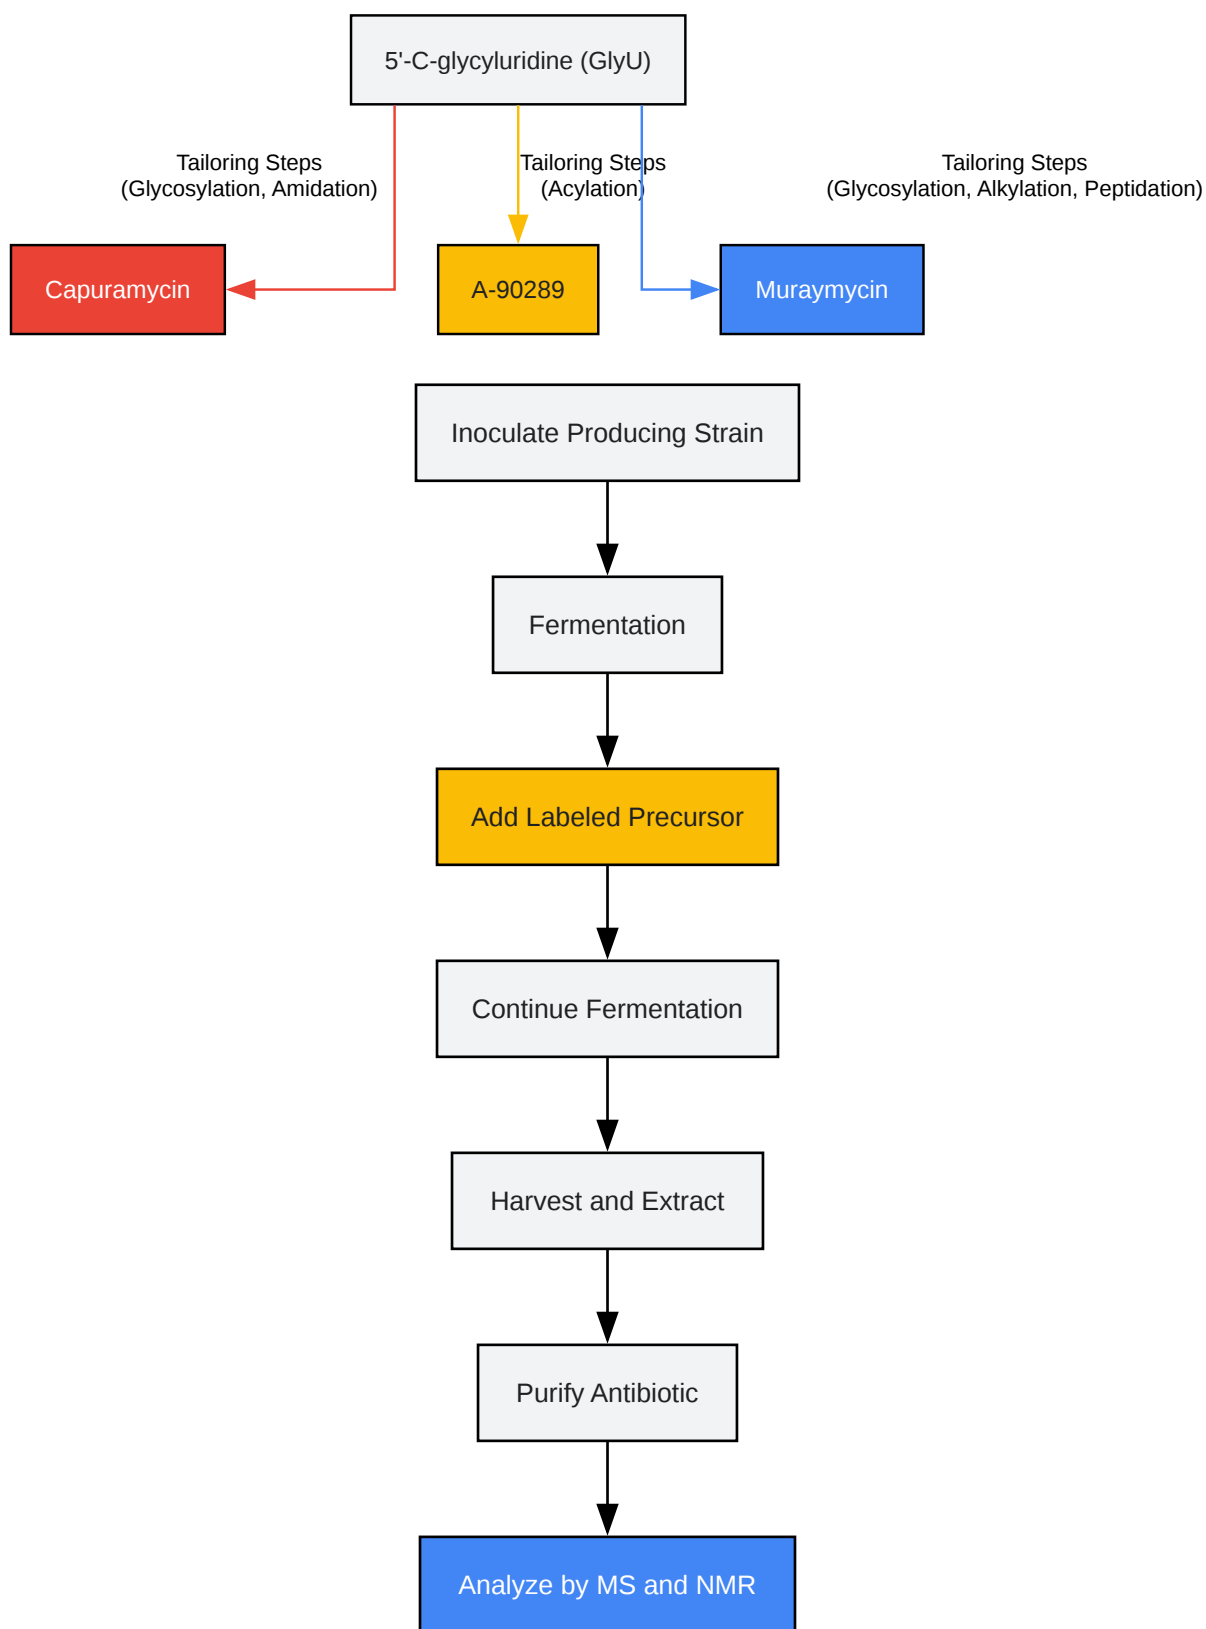 5'-C-glycyluridine (GlyU)
Tailoring Steps
(Glycosylation, Amidation)
Tailoring Steps
(Acylation)
Tailoring Steps
(Glycosylation, Alkylation, Peptidation)
Capuramycin
A-90289
Muraymycin
Inoculate Producing Strain
Fermentation
Add Labeled Precursor
Continue Fermentation
Harvest and Extract
Purify Antibiotic
Analyze by MS and NMR